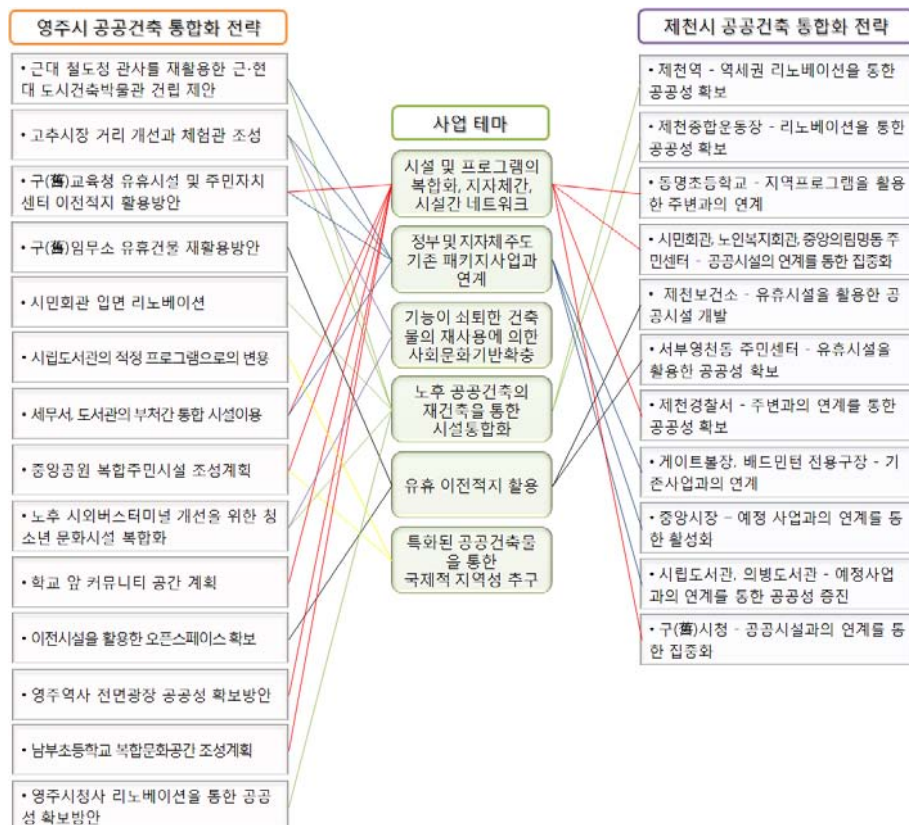 영주시 공공건축 통합화 전략
• 근대 철도청 관사를 재활용한 근·현
대 도시건축박물관 건립 제안
• 고추시장 거리 개선과 체험관 조성
• 구(舊)교육청 유휴시설 및 주민자치
센터 이전적지 활용방안
• 구(舊)임무소 유휴건물 재활용방안
• 시민회관 입면 리노베이션
• 시립도서관의 적정 프로그램으로의 변용
• 세무서, 도서관의 부처간 통합 시설이용
• 중앙공원 복합주민시설 조성계획
• 노후 시외버스터미널 개선을 위한 청
소년 문화시설 복합화
• 학교 앞 커뮤니티 공간 계획
• 이전시설을 활용한 오픈스페이스 확보
• 영주역사 전면광장 공공성 확보방안
• 남부초등학교 복합문화공간 조성계획
• 영주시청사 리노베이션을 통한 공공
성 확보방안
사업 테마
시설 및 프로그램의
복합화, 지자체간,
시설간 네트워크
정부 및 지자체 주도
기존 패키지사업과
연계
기능이 쇠퇴한 건축
물의 재사용에 의한
사회문화기반확충
노후 공공건축의
재건축을 통한
시설통합화
유휴 이전적지 활용
특화된 공공건축물
을 통한
국제적 지역성 추구
제천시 공공건축 통합화 전략
• 제천역 - 역세권 리노베이션을 통한
공공성 확보
• 제천종합운동장 - 리노베이션을 통한
공공성 확보
• 동명초등학교 - 지역프로그램을 활용
한 주변과의 연계
• 시민회관, 노인복지회관, 중앙의림명동 주
민센터 - 공공시설의 연계를 통한 집중화
• 제천보건소 - 유휴시설을 활용한 공
공시설 개발
• 서부영천동 주민센터 - 유휴시설을
활용한 공공성 확보
• 제천경찰서 - 주변과의 연계를 통한
공공성 확보
• 게이트볼장, 배드민턴 전용구장 - 기
존사업과의 연계
• 중앙시장 – 예정 사업과의 연계를 통
한 활성화
• 시립도서관, 의병도서관 - 예정사업
과의 연계를 통한 공공성 증진
• 구(舊)시청 - 공공시설과의 연계를 통
한 집중화